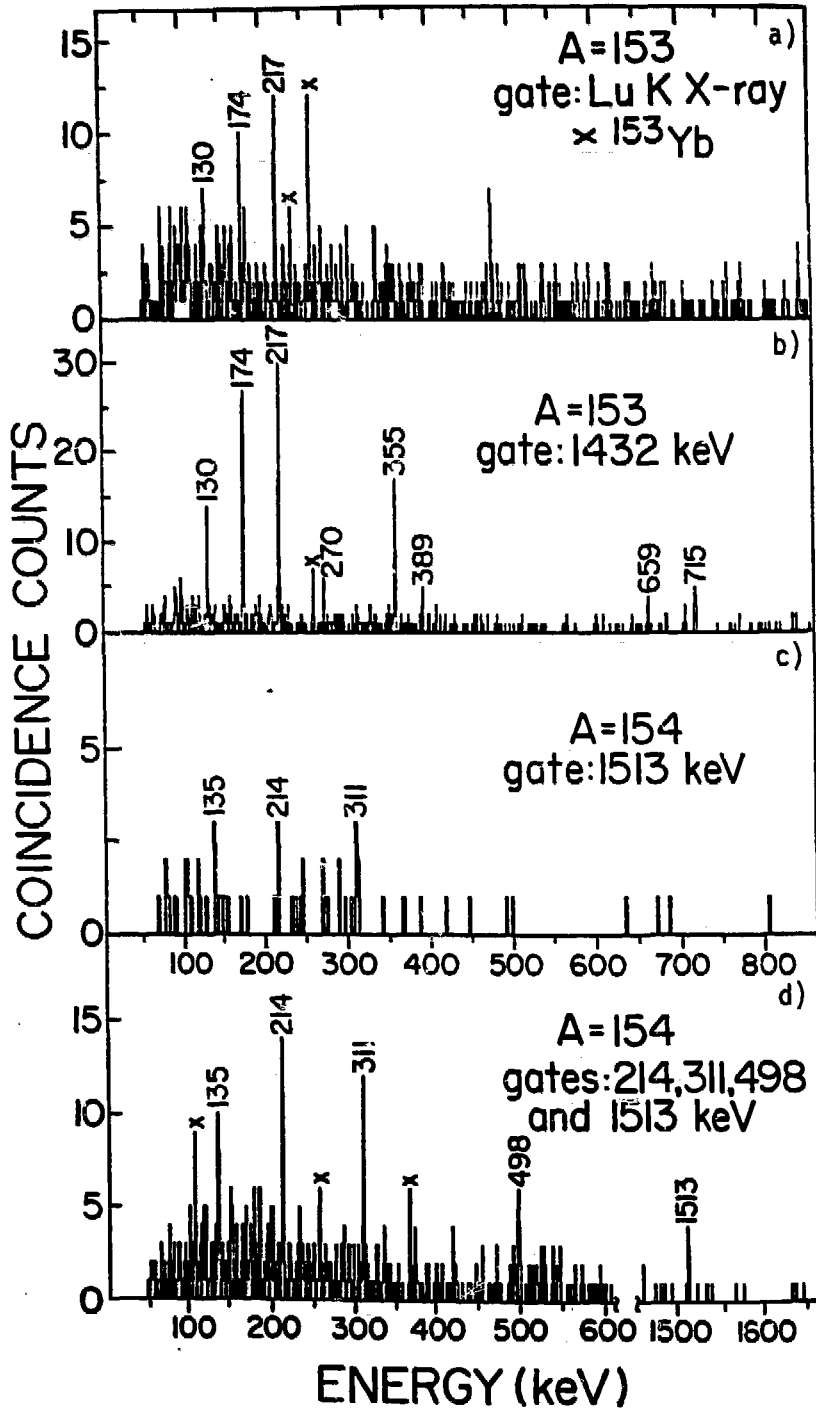 COINCIDENCE COUNTS
a)
A=153
gate: Lu K X-ray
x 153Yb
15
10
5
0
130
174
217
x
x
b)
A=153
gate: 1432 keV
30
20
10
0
130
174
217
x
270
355
389
659
715
c)
A=154
gate: 1513 keV
5
0
135
214
311
100 200 300 400 500 600 700 800
d)
A=154
gates: 214,311,498
and 1513 keV
15
10
5
0
x
135
214
x
311
x
498
1513
100 200 300 400 500 600 1500 1600
ENERGY (keV)